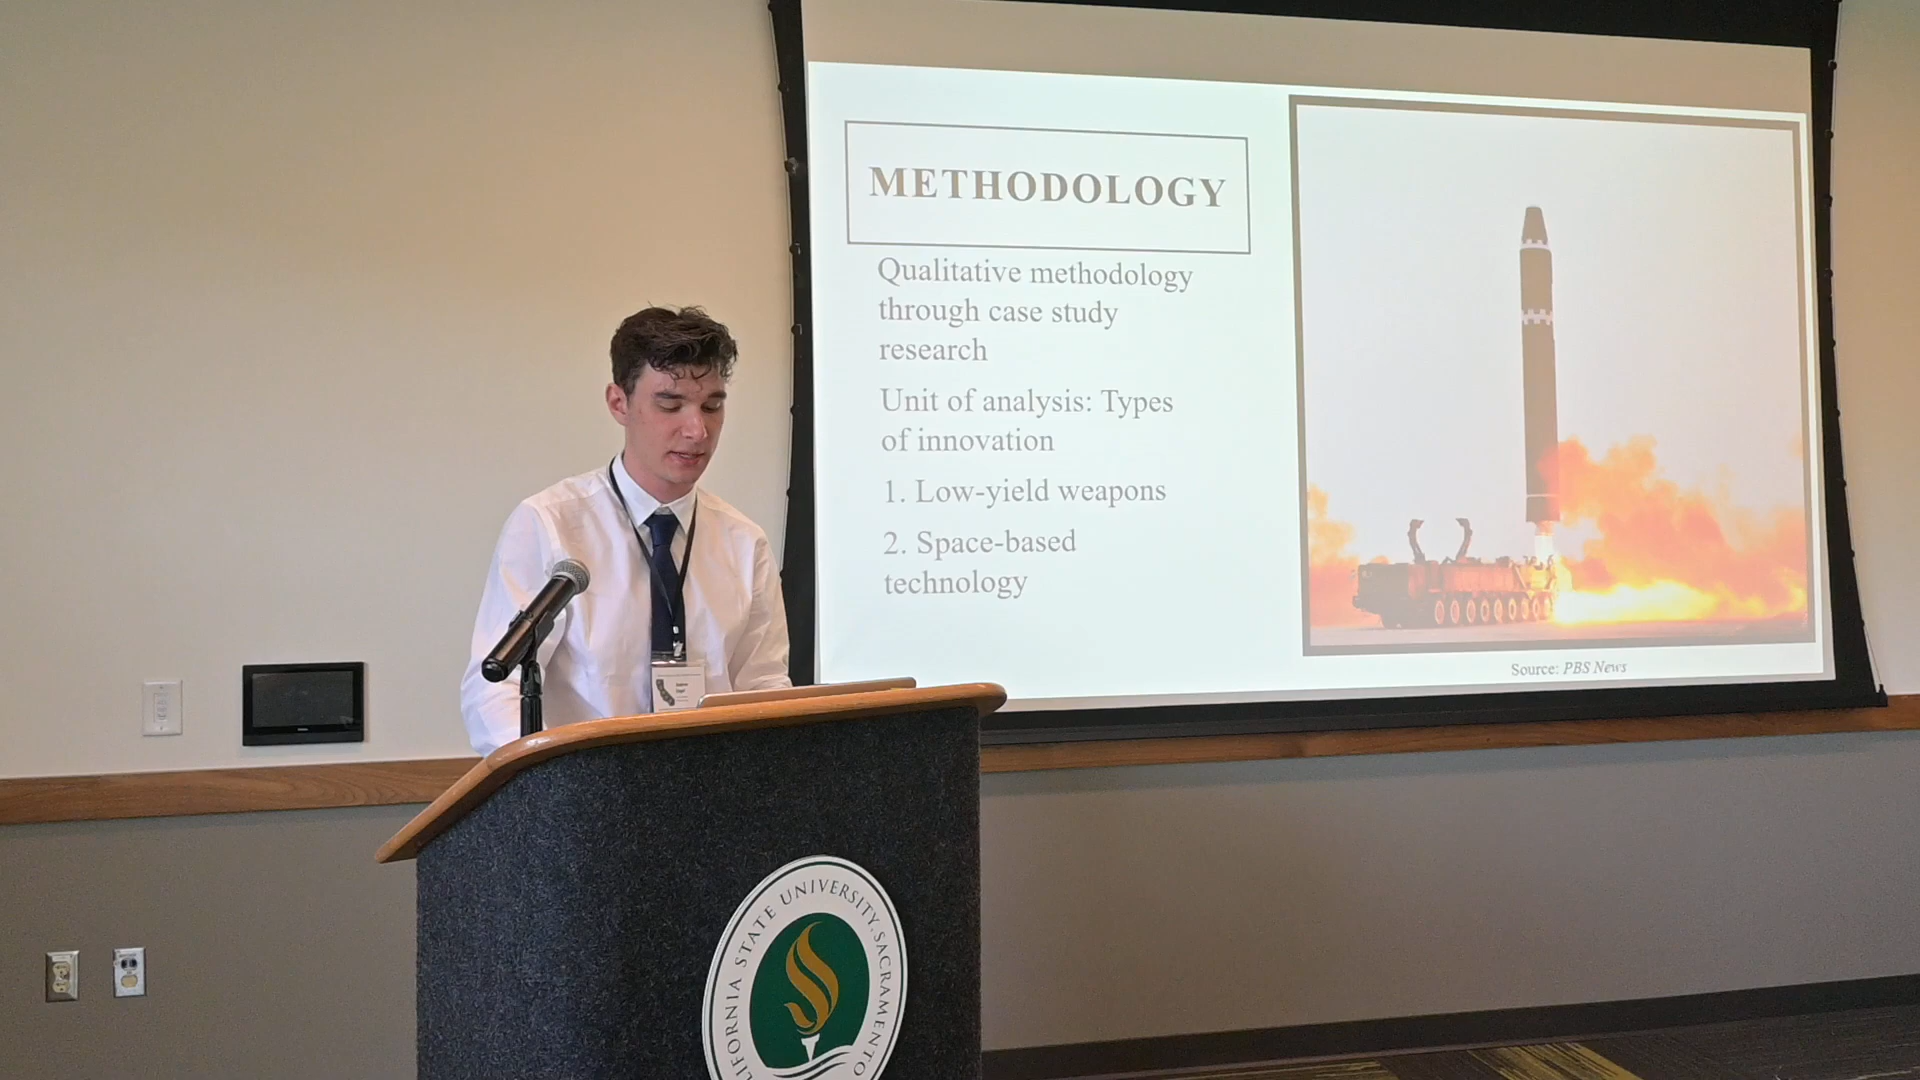 METHODOLOGY
Qualitative methodology
through case study
research
Unit of analysis: Types
of innovation
1. Low-yield weapons
2. Space-based
technology
Source: PBS News
CALIFORNIA STATE UNIVERSITY, SACRAMENTO